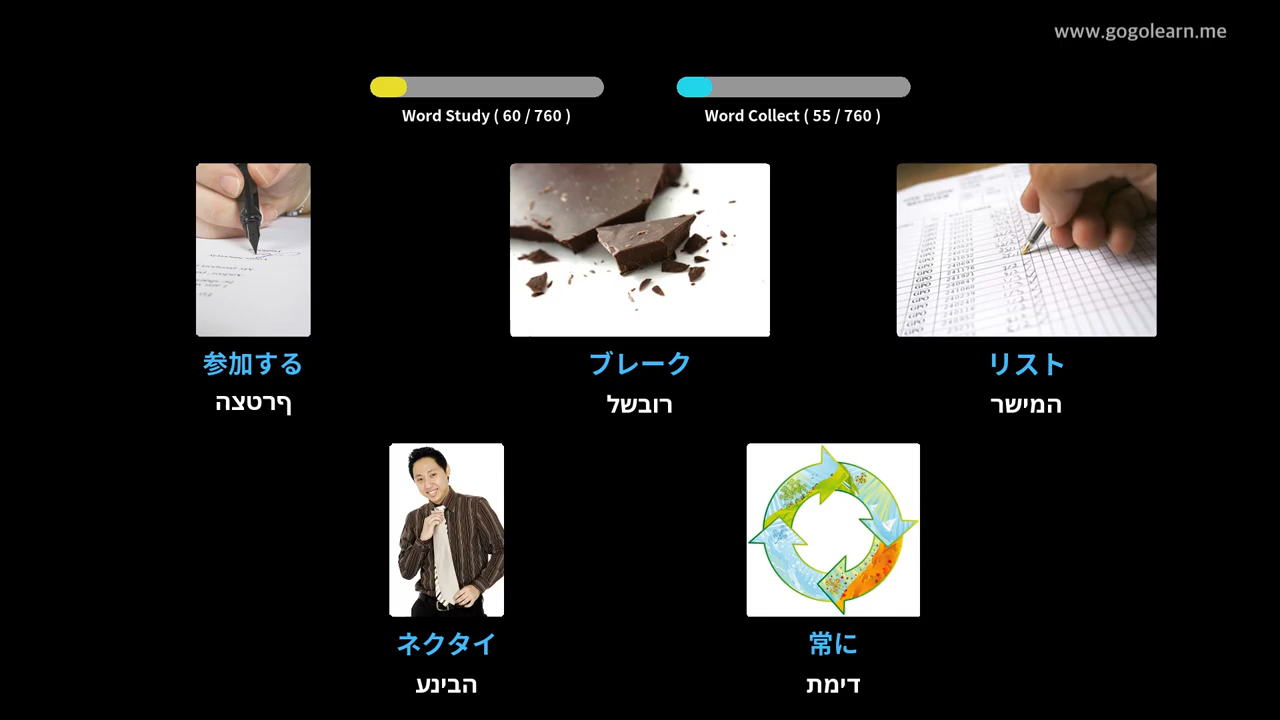 www.gogolearn.me
Word Study ( 60 / 760 )
Word Collect ( 55 / 760 )
参加する
ףרטצה
ブレーク
רובשל
リスト
המישר
ネクタイ
הבינע
常に
דימת